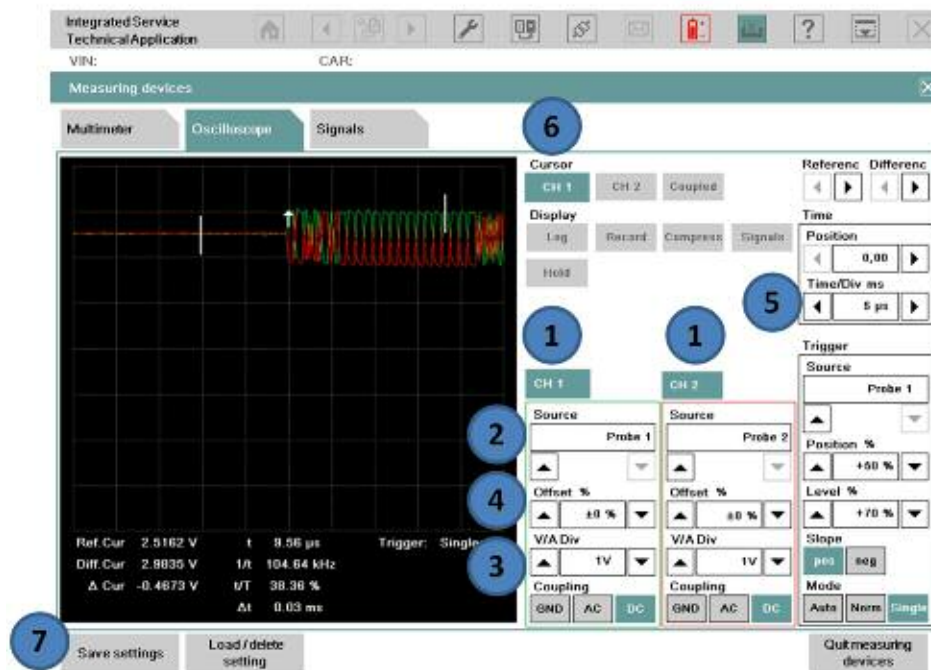 Integrated Service
Technical Application
VIN: CAR:
Measuring devices
Multimeter Oscilloscope Signals
6
Cursor
CH 1 CH 2 Coupled
Referenc Differenc
Display
Log Record Compress Signals
Hold
Time
Position
0,00
Time/Div ms
5 µs
5
1 1
CH 1 CH 2
Trigger
Source
Probe 1
Source
Probe 1
Source
Probe 2
2
Position %
+60 %
Offset %
±0 %
Offset %
±0 %
4
Level %
+70 %
V/A Div
1V
V/A Div
1V
3
Slope
pos neg
Coupling
GND AC DC
Coupling
GND AC DC
Mode
Auto Norm Single
Ref.Cur 2.5162 V t 9.56 µs Trigger: Single
Diff.Cur 2.9835 V 1/t 104.64 kHz
Δ Cur -0.4673 V t/T 38.36 %
Δt 0.03 ms
7
Save settings
Load / delete
setting
Quit measuring
devices